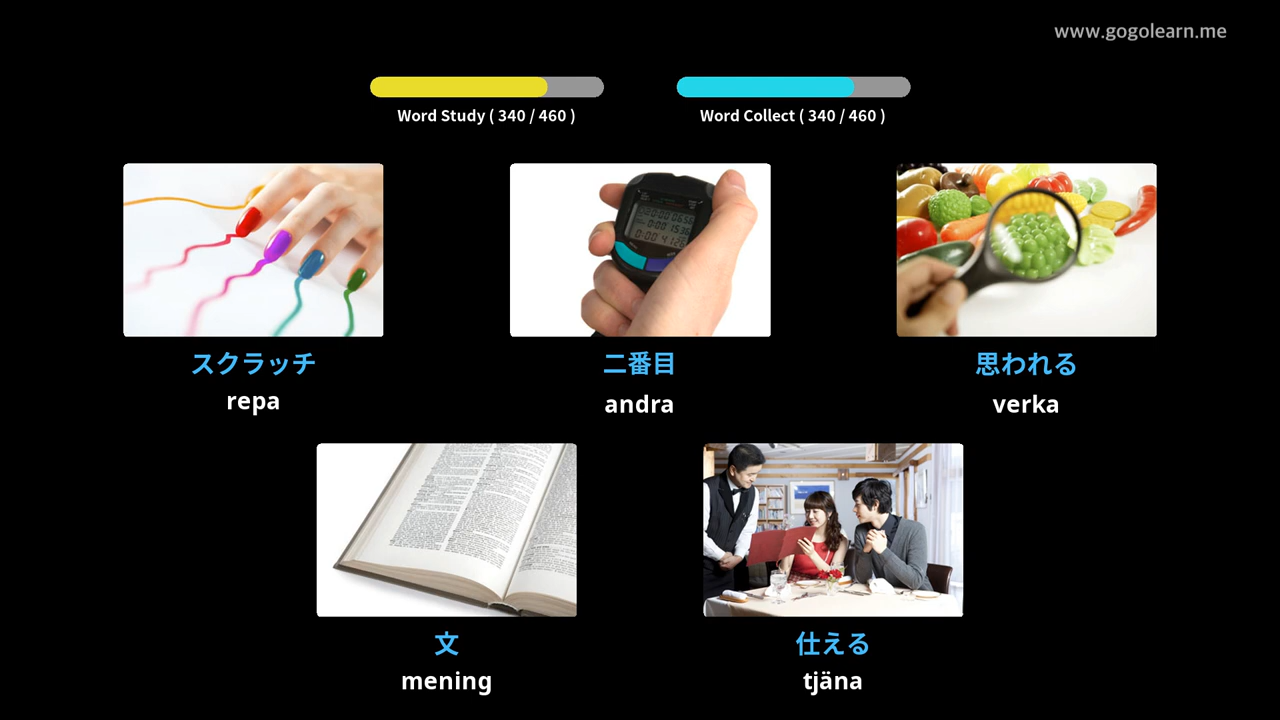 www.gogolearn.me
Word Study ( 340 / 460 )
Word Collect ( 340 / 460 )
スクラッチ
repa
二番目
andra
思われる
verka
文
mening
仕える
tjäna